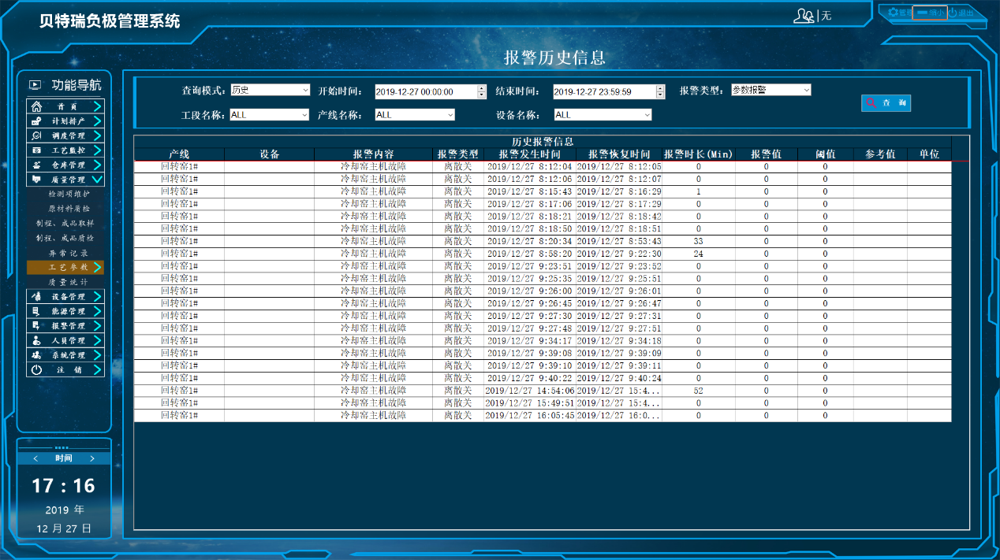 贝特瑞负极管理系统
无
管理 缩小 退出
报警历史信息
功能导航
首 页
计划排产
调度管理
工艺监控
仓库管理
质量管理
检测项维护
原材料质检
制程、成品取样
制程、成品质检
异常记录
工艺参数
质量统计
设备管理
能源管理
报警管理
人员管理
系统管理
注 销
< 时间 >
17 : 16
2019 年
12 月 27 日
查询模式: 历史 开始时间: 2019-12-27 00:00:00 结束时间: 2019-12-27 23:59:59 报警类型: 参数报警
查 询
工段名称: ALL 产线名称: ALL 设备名称: ALL
历史报警信息
产线 设备 报警内容 报警类型 报警发生时间 报警恢复时间 报警时长(Min) 报警值 阈值 参考值 单位
回转窑1# 冷却窑主机故障 离散关 2019/12/27 8:12:04 2019/12/27 8:12:05 0 0 0
回转窑1# 冷却窑主机故障 离散关 2019/12/27 8:12:06 2019/12/27 8:12:07 0 0 0
回转窑1# 冷却窑主机故障 离散关 2019/12/27 8:15:43 2019/12/27 8:16:29 1 0 0
回转窑1# 冷却窑主机故障 离散关 2019/12/27 8:17:06 2019/12/27 8:17:29 0 0 0
回转窑1# 冷却窑主机故障 离散关 2019/12/27 8:18:21 2019/12/27 8:18:42 0 0 0
回转窑1# 冷却窑主机故障 离散关 2019/12/27 8:18:50 2019/12/27 8:18:51 0 0 0
回转窑1# 冷却窑主机故障 离散关 2019/12/27 8:20:34 2019/12/27 8:53:43 33 0 0
回转窑1# 冷却窑主机故障 离散关 2019/12/27 8:58:20 2019/12/27 9:22:30 24 0 0
回转窑1# 冷却窑主机故障 离散关 2019/12/27 9:23:51 2019/12/27 9:23:52 0 0 0
回转窑1# 冷却窑主机故障 离散关 2019/12/27 9:25:35 2019/12/27 9:25:51 0 0 0
回转窑1# 冷却窑主机故障 离散关 2019/12/27 9:26:00 2019/12/27 9:26:01 0 0 0
回转窑1# 冷却窑主机故障 离散关 2019/12/27 9:26:45 2019/12/27 9:26:47 0 0 0
回转窑1# 冷却窑主机故障 离散关 2019/12/27 9:27:30 2019/12/27 9:27:31 0 0 0
回转窑1# 冷却窑主机故障 离散关 2019/12/27 9:27:48 2019/12/27 9:27:51 0 0 0
回转窑1# 冷却窑主机故障 离散关 2019/12/27 9:34:17 2019/12/27 9:34:18 0 0 0
回转窑1# 冷却窑主机故障 离散关 2019/12/27 9:39:08 2019/12/27 9:39:09 0 0 0
回转窑1# 冷却窑主机故障 离散关 2019/12/27 9:39:10 2019/12/27 9:39:11 0 0 0
回转窑1# 冷却窑主机故障 离散关 2019/12/27 9:40:22 2019/12/27 9:40:24 0 0 0
回转窑1# 冷却窑主机故障 离散关 2019/12/27 14:54:06 2019/12/27 15:4... 52 0 0
回转窑1# 冷却窑主机故障 离散关 2019/12/27 15:49:51 2019/12/27 15:4... 0 0 0
回转窑1# 冷却窑主机故障 离散关 2019/12/27 16:05:45 2019/12/27 16:0... 0 0 0